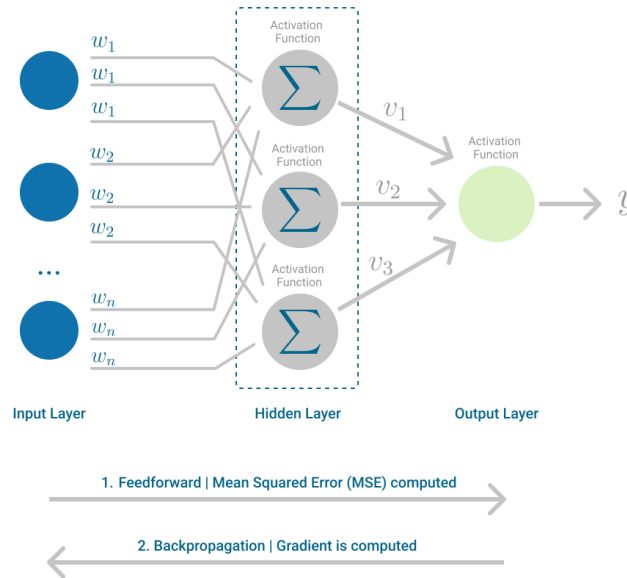 Activation
Function
w₁
w₁
w₁
∑
v₁
Activation
Function
Activation
Function
w₂
w₂
w₂
∑
v₂
y
...
Activation
Function
v₃
wₙ
wₙ
wₙ
∑
Input Layer
Hidden Layer
Output Layer
1. Feedforward | Mean Squared Error (MSE) computed
2. Backpropagation | Gradient is computed